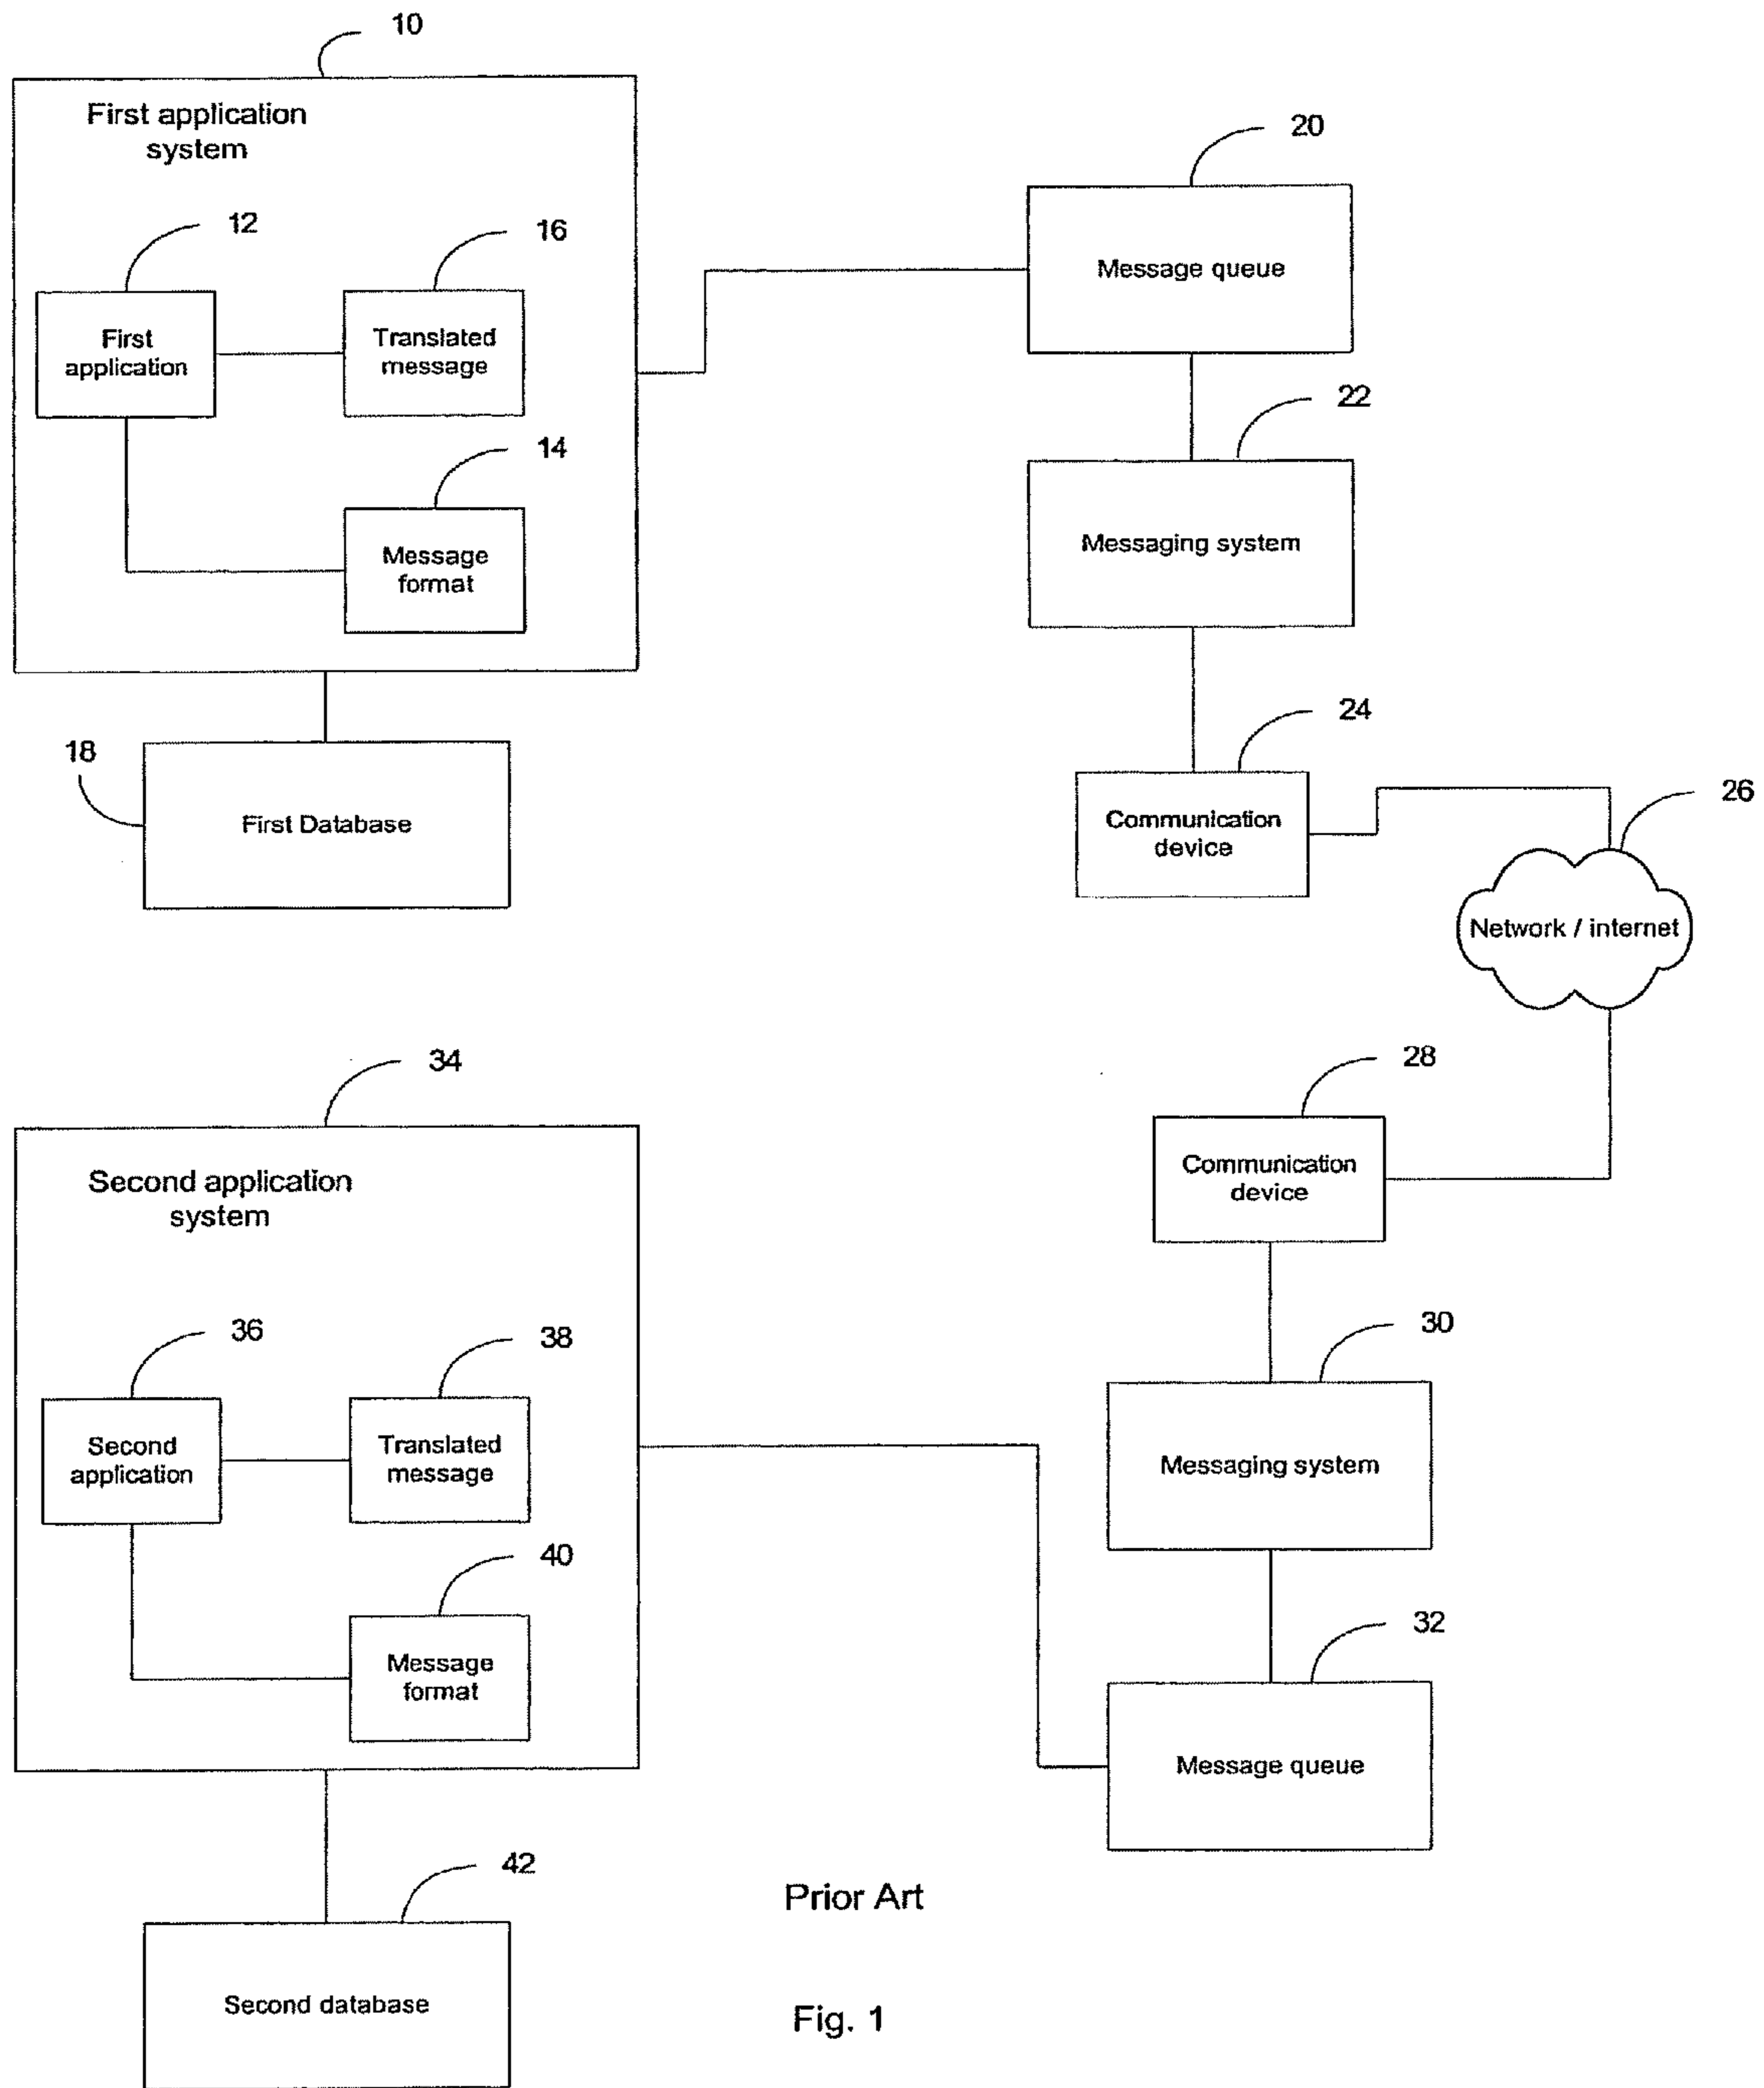 10
First application
system
20
12
16
Message queue
First
application
Translated
message
22
14
Messaging system
Message
format
24
18
26
First Database
Communication
device
Network / internet
34
28
Second application
system
Communication
device
36
38
30
Second
application
Translated
message
Messaging system
40
32
Message
format
Message queue
42
Prior Art
Second database
Fig. 1